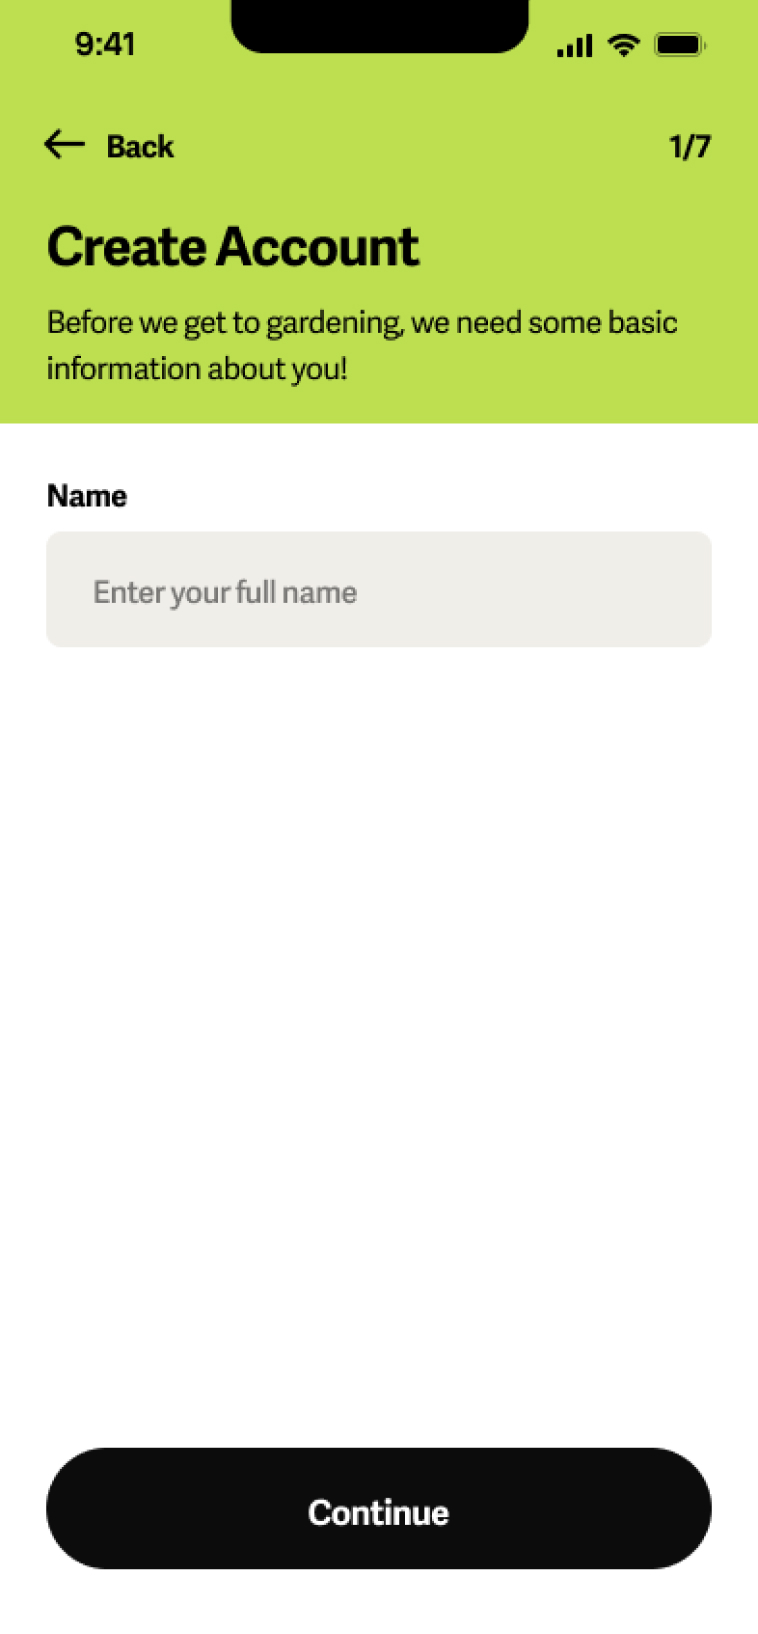 9:41
Back
1/7
Create Account
Before we get to gardening, we need some basic
information about you!
Name
Enter your full name
Continue